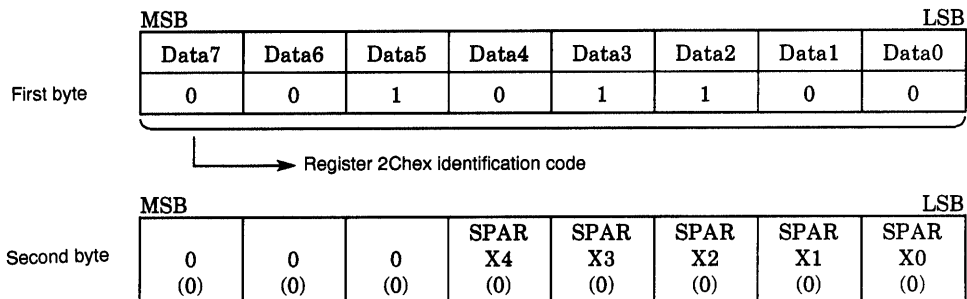 MSB LSB
Data7 Data6 Data5 Data4 Data3 Data2 Data1 Data0
First byte 0 0 1 0 1 1 0 0
Register 2Chex identification code
MSB LSB
SPAR SPAR SPAR SPAR SPAR
Second byte 0 0 0 X4 X3 X2 X1 X0
(0) (0) (0) (0) (0) (0) (0) (0)